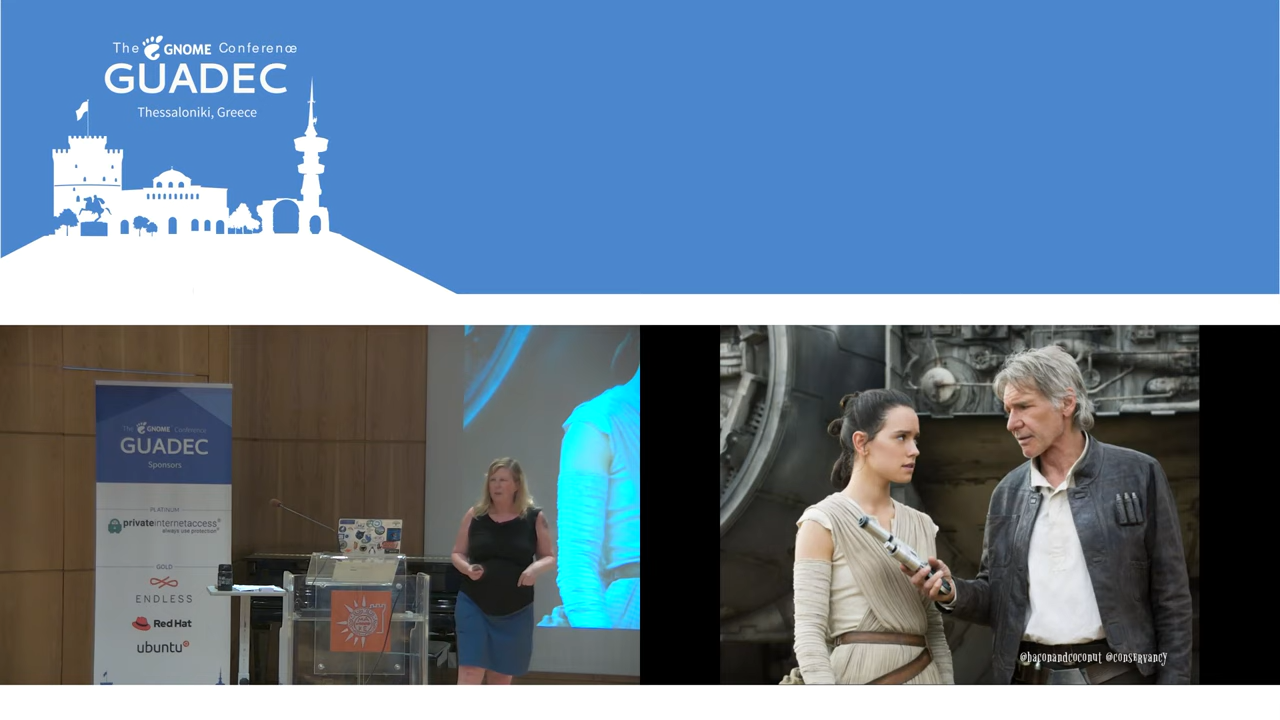 The GNOME Conference
GUADEC
Thessaloniki, Greece
The GNOME Conference
GUADEC
Sponsors
PLATINUM
privateinternetaccess
always use protection
GOLD
ENDLESS
Red Hat
ubuntu
@baconandcoconut @conservancy